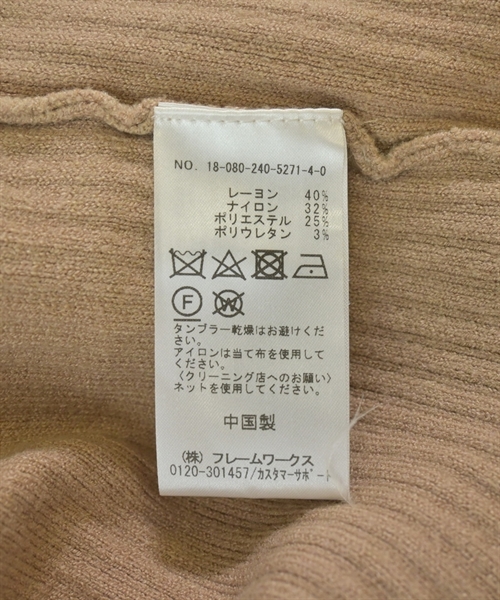 NO. 18-080-240-5271-4-0
レーヨン 40%
ナイロン 32%
ポリエステル 25%
ポリウレタン 3%
F W
タンブラー乾燥はお避けくだ
さい。
アイロンは当て布を使用して
ください。
〈クリーニング店へのお願い〉
ネットを使用してください。
中国製
(株) フレームワークス
0120-301457/カスタマーサポート